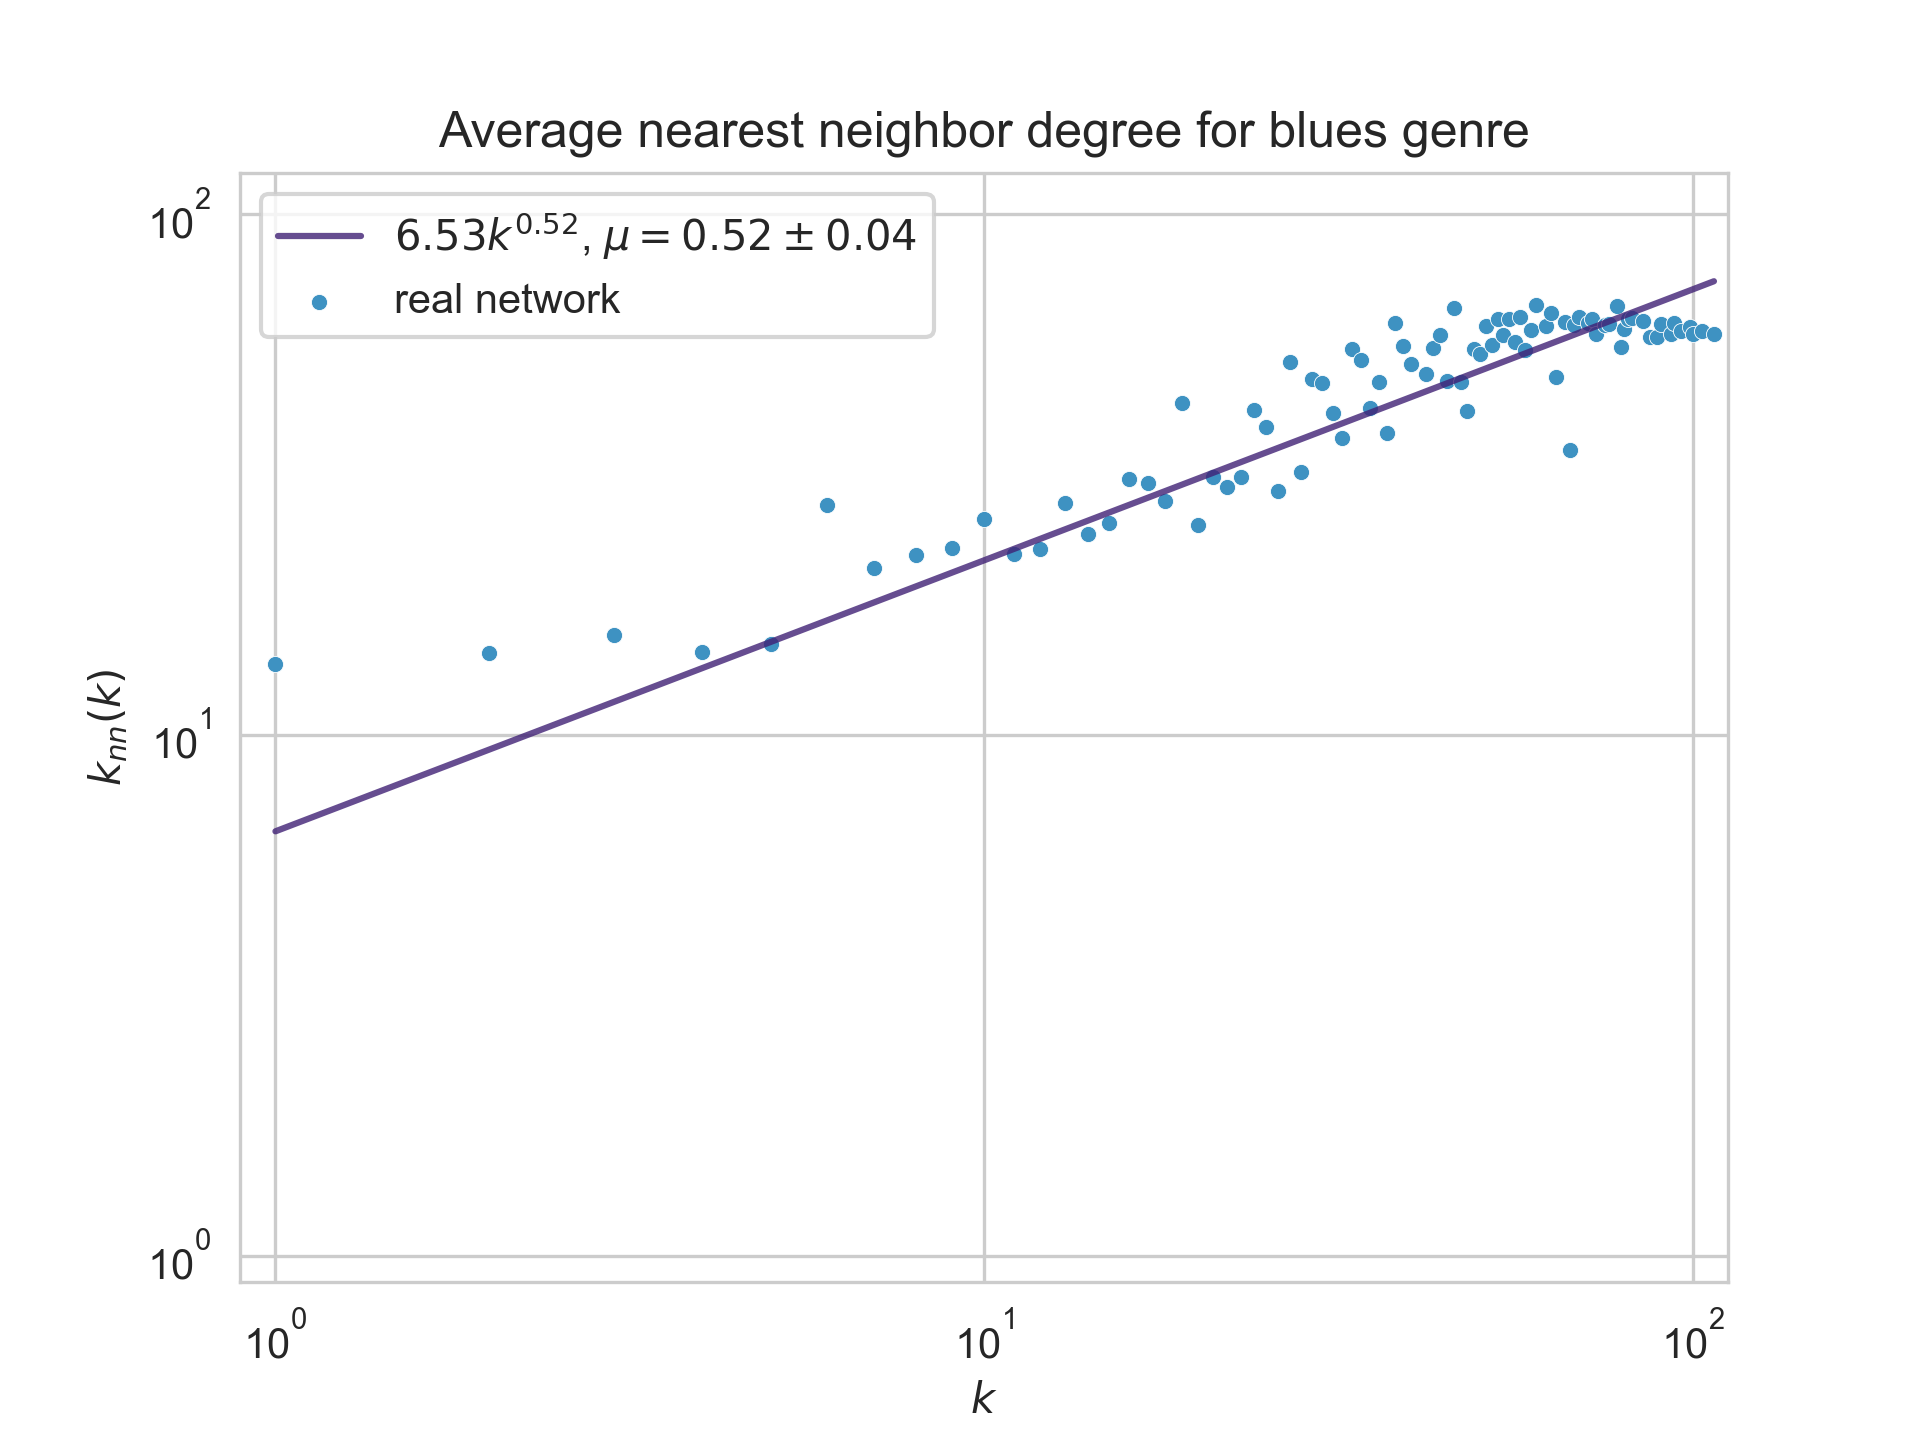 Average nearest neighbor degree for blues genre
6.53k^0.52, μ = 0.52 ± 0.04
real network
10^2
10^1
10^0
k_nn(k)
10^0 10^1 10^2
k